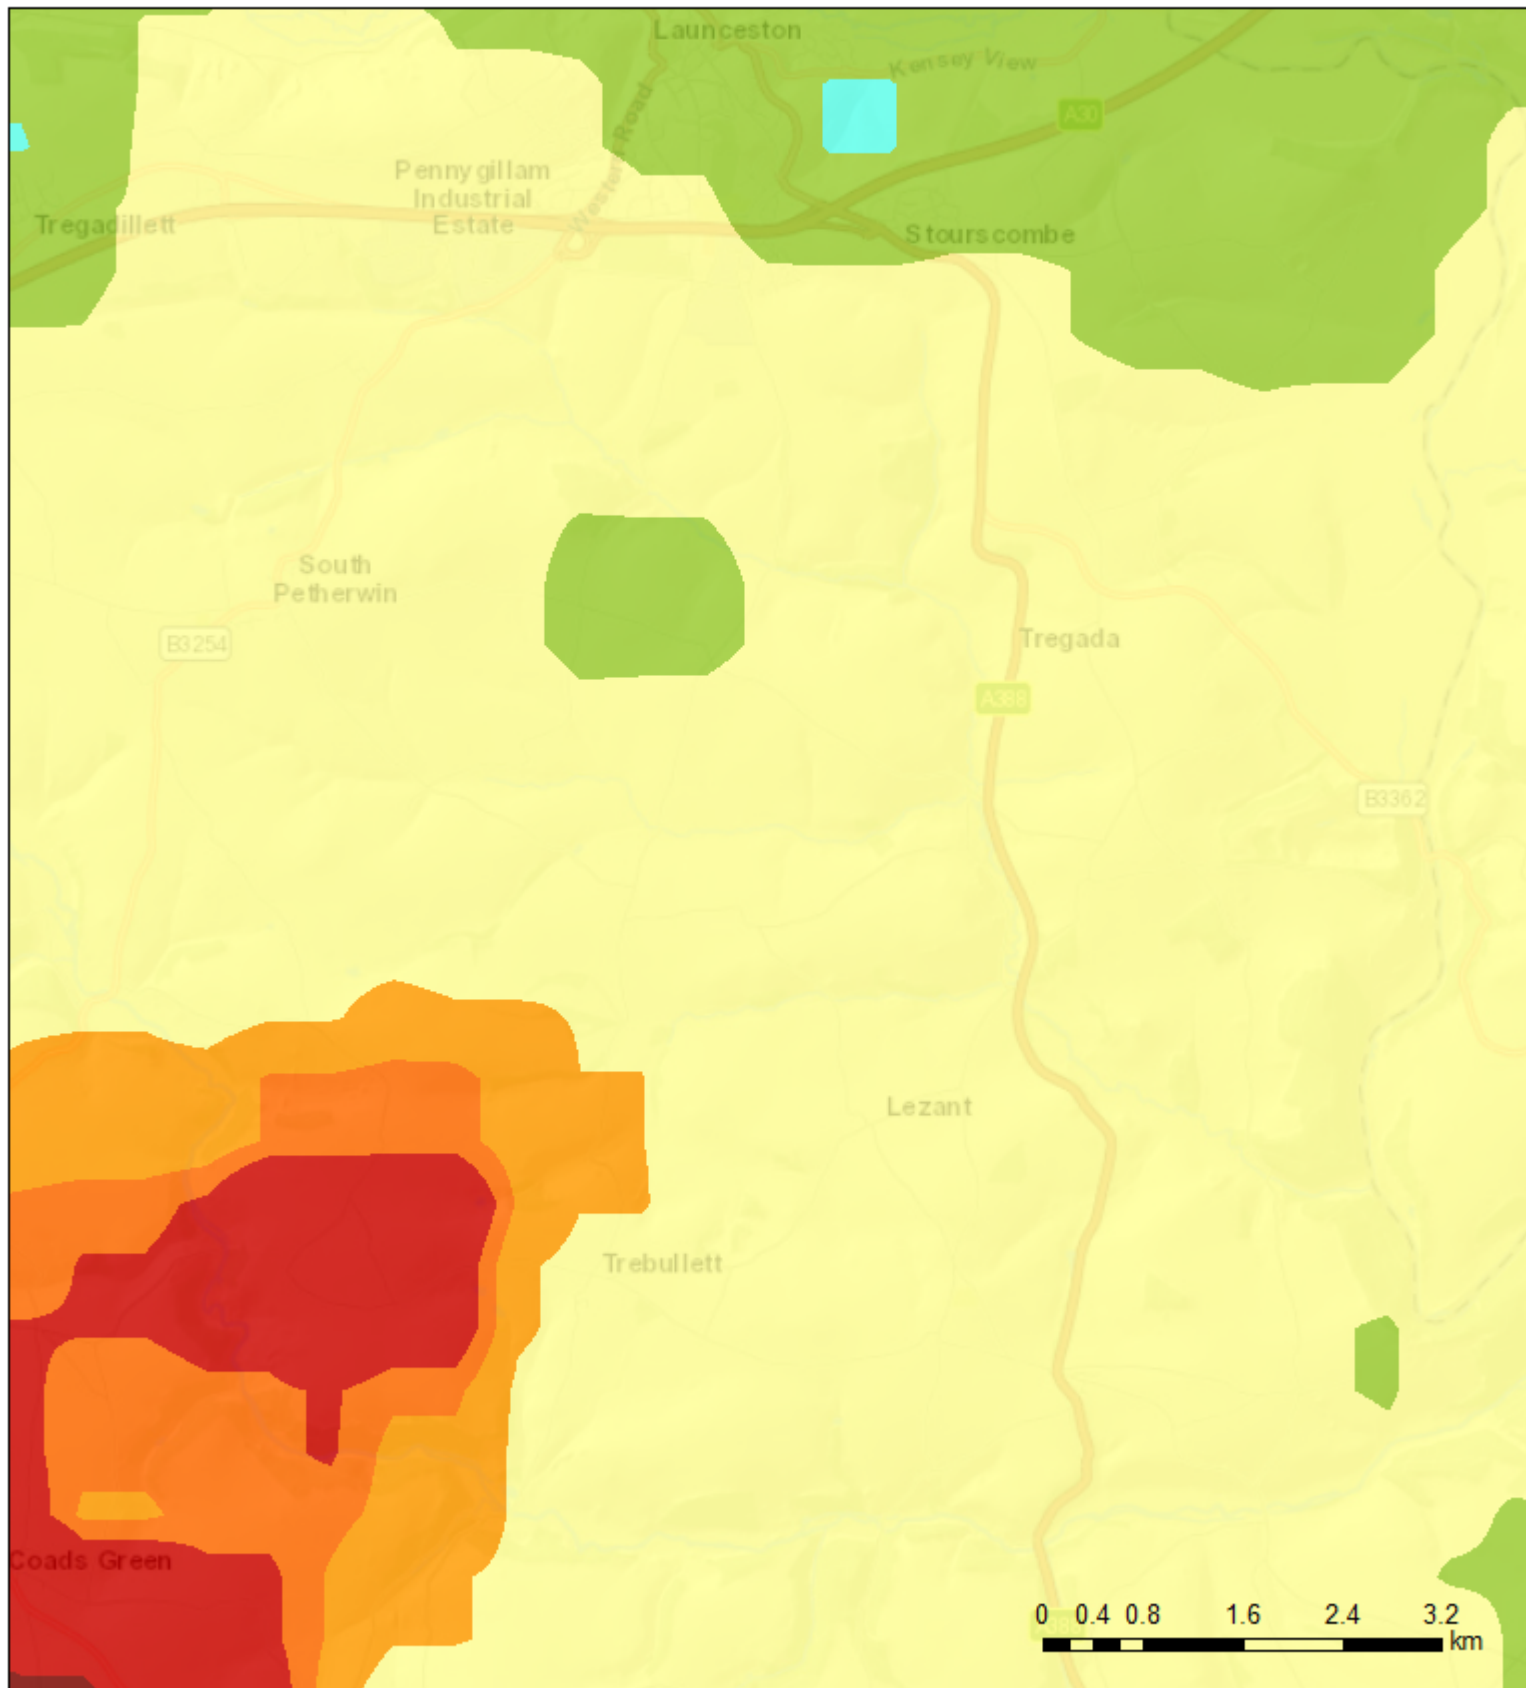 Launceston
Kensey View
A30
Western Road
Pennygillam
Industrial
Estate
Tregadillett
Stourscombe
South
Petherwin
B3254
Tregada
A388
B3362
Lezant
Trebullett
Coads Green
0 0.4 0.8 1.6 2.4 3.2
km
A388